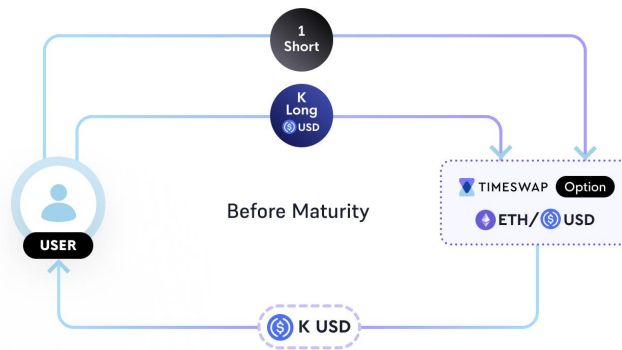 1
Short
K
Long
USD
TIMESWAP Option
Before Maturity
ETH/ USD
USER
K USD